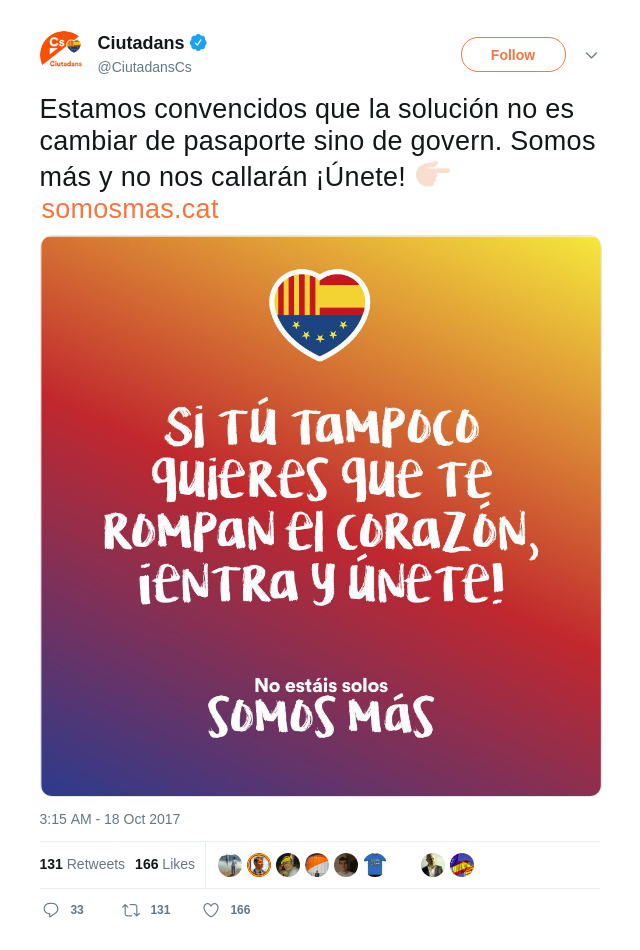 Cs
Ciutadans
Ciutadans
@CiutadansCs
Follow
Estamos convencidos que la solución no es
cambiar de pasaporte sino de govern. Somos
más y no nos callarán ¡Únete!
somosmas.cat
Si TÚ TaMPOCO
quieres que te
ROMPaN el CORaZÓN,
¡eNTRa y ÚNeTe!
No estáis solos
SOMOS MáS
3:15 AM - 18 Oct 2017
131 Retweets 166 Likes
33 131 166